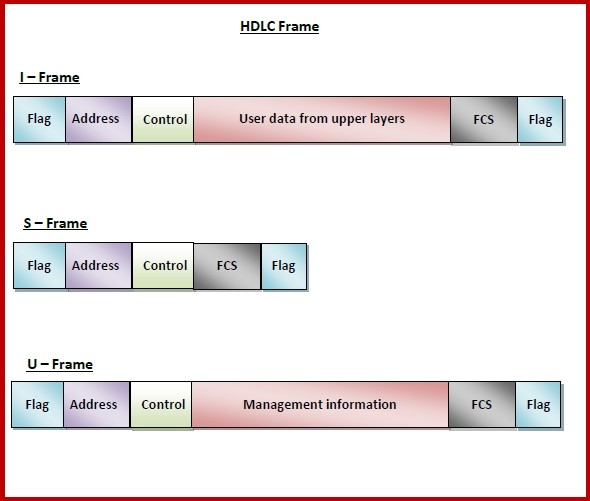 HDLC Frame
I – Frame
Flag Address Control User data from upper layers FCS Flag
S – Frame
Flag Address Control FCS Flag
U – Frame
Flag Address Control Management information FCS Flag